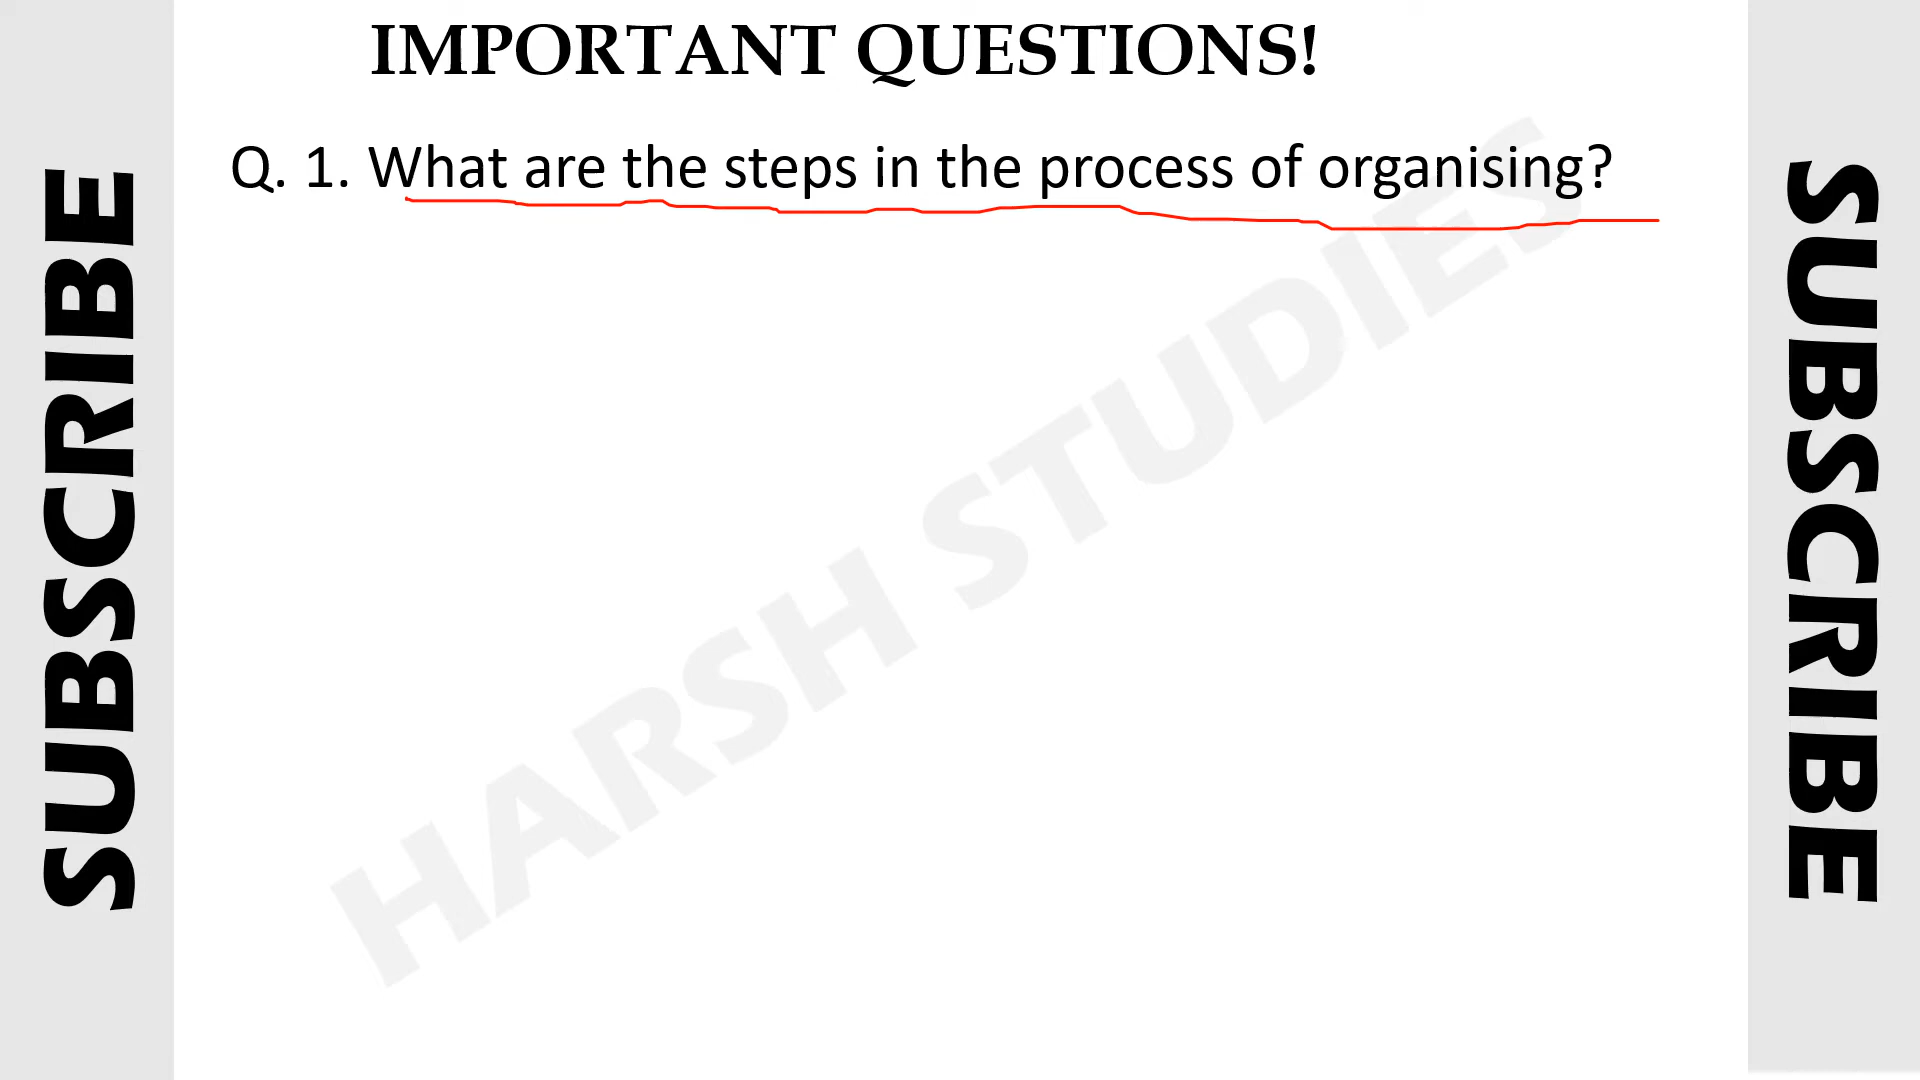 IMPORTANT QUESTIONS!
Q. 1. What are the steps in the process of organising?
SUBSCRIBE
HARSH STUDIES
SUBSCRIBE